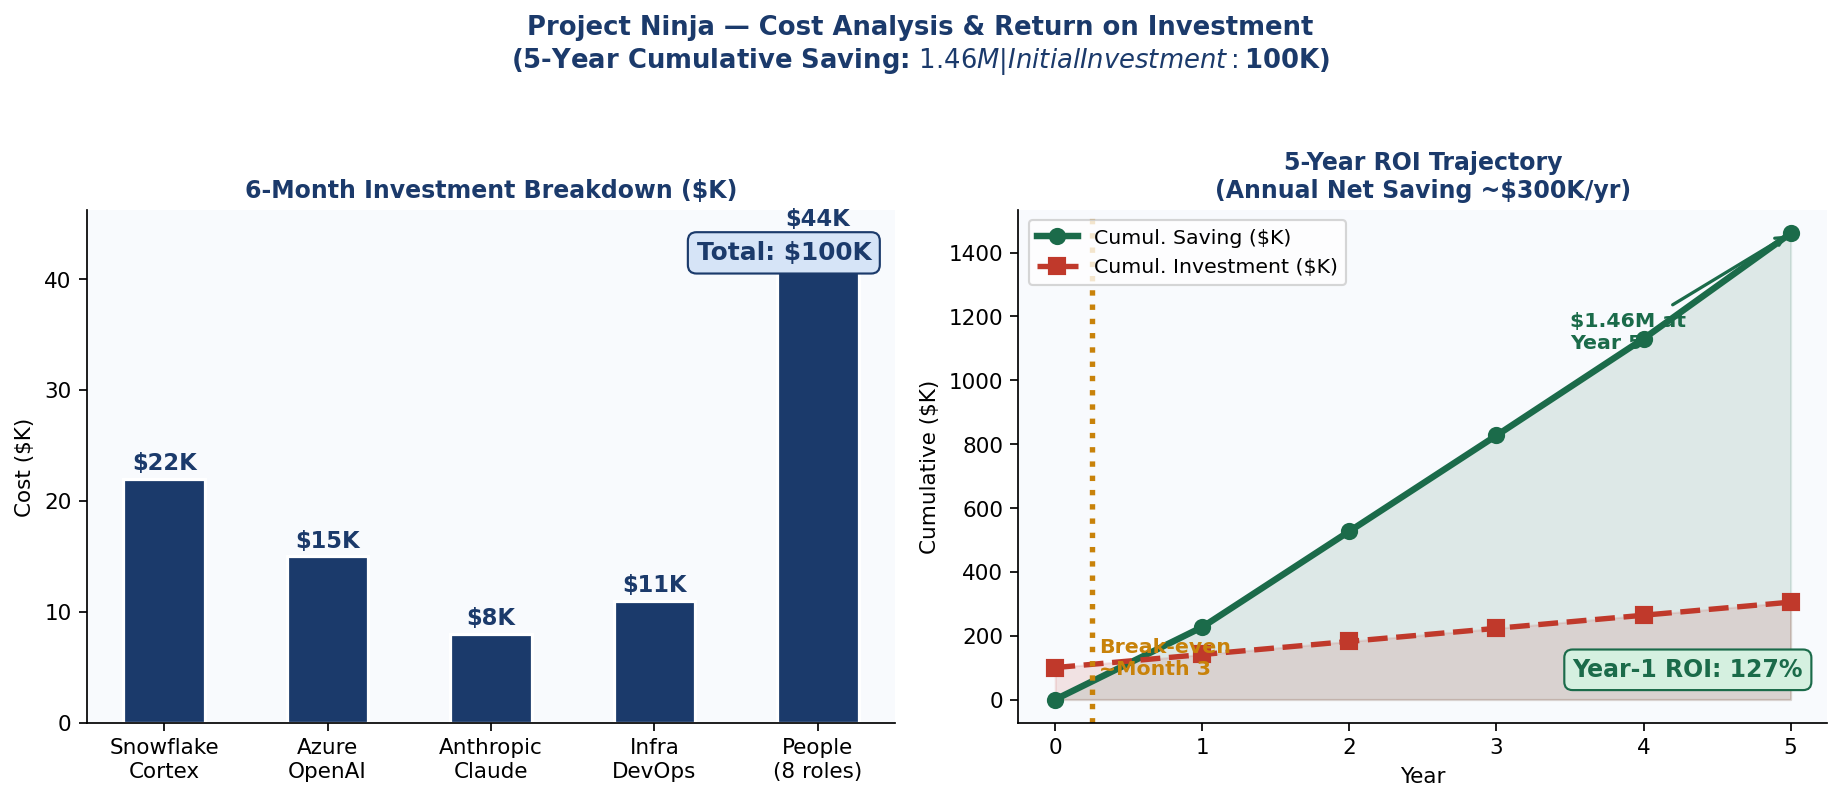 Project Ninja — Cost Analysis & Return on Investment
(5-Year Cumulative Saving: 1.46M|InitialInvestment:100K)
6-Month Investment Breakdown ($K)
Cost ($K)
40
30
20
10
0
$22K
$15K
$8K
$11K
$44K
Total: $100K
Snowflake
Cortex
Azure
OpenAI
Anthropic
Claude
Infra
DevOps
People
(8 roles)
5-Year ROI Trajectory
(Annual Net Saving ~$300K/yr)
Cumulative ($K)
1400
1200
1000
800
600
400
200
0
Cumul. Saving ($K)
Cumul. Investment ($K)
$1.46M at
Year 5
Break-even
~Month 3
Year-1 ROI: 127%
0
1
2
3
4
5
Year